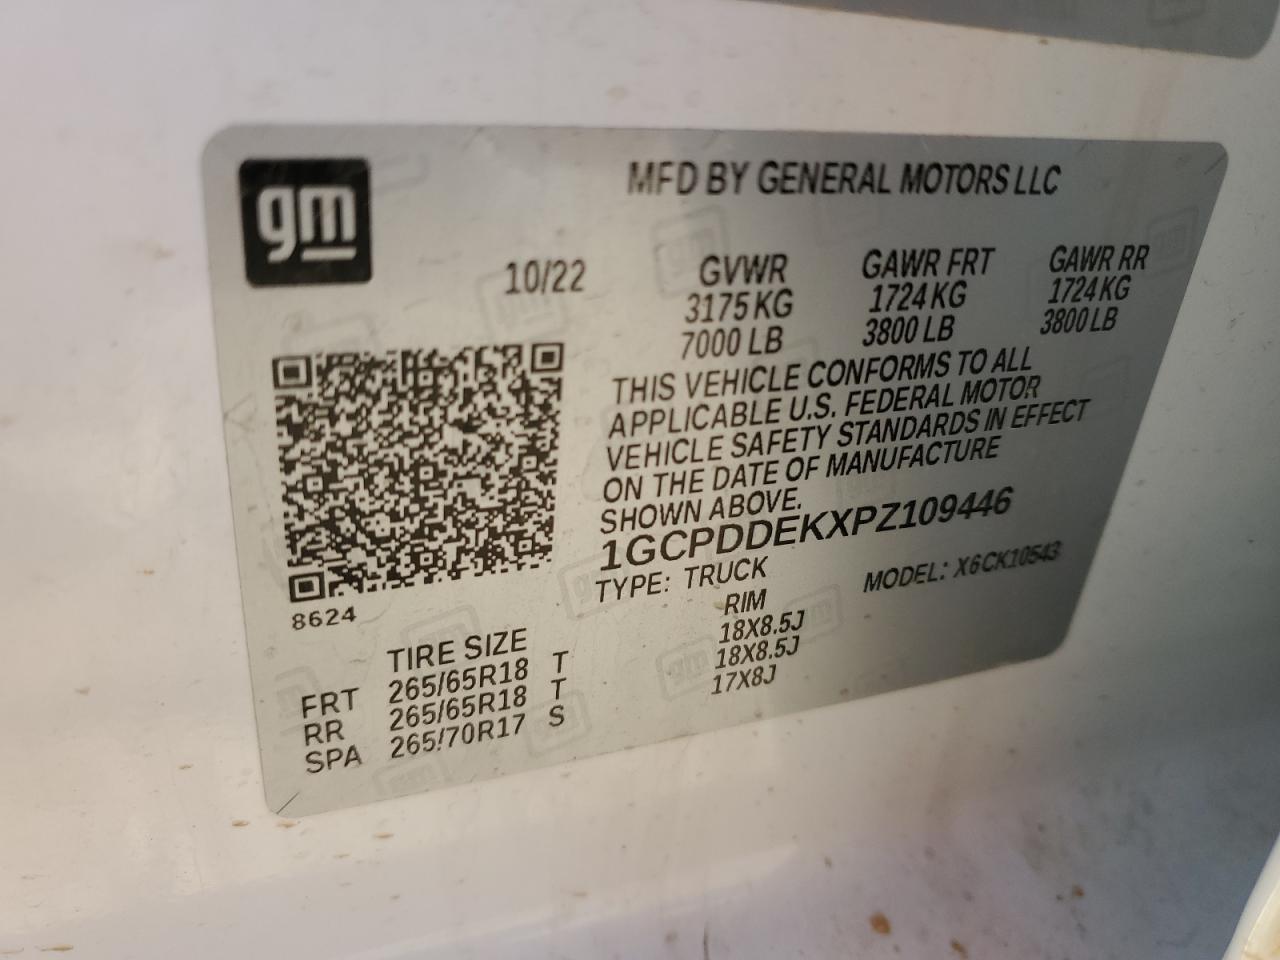 gm
MFD BY GENERAL MOTORS LLC
10/22
GVWR GAWR FRT GAWR RR
3175 KG 1724 KG 1724 KG
7000 LB 3800 LB 3800 LB
THIS VEHICLE CONFORMS TO ALL
APPLICABLE U.S. FEDERAL MOTOR
VEHICLE SAFETY STANDARDS IN EFFECT
ON THE DATE OF MANUFACTURE
SHOWN ABOVE.
1GCPDDEKXPZ109446
TYPE: TRUCK MODEL: X6CK10543
8624
TIRE SIZE RIM
FRT 265/65R18 T 18X8.5J
RR 265/65R18 T 18X8.5J
SPA 265/70R17 S 17X8J